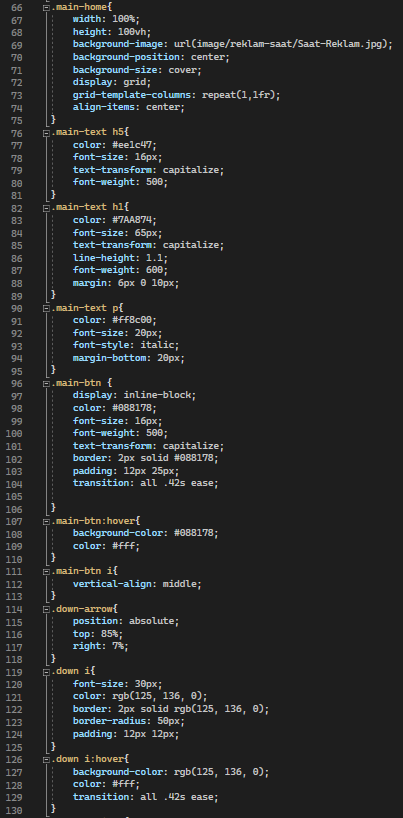 66 .main-home{
67 width: 100%;
68 height: 100vh;
69 background-image: url(image/reklam-saat/Saat-Reklam.jpg);
70 background-position: center;
71 background-size: cover;
72 display: grid;
73 grid-template-columns: repeat(1,1fr);
74 align-items: center;
75 }
76 .main-text h5{
77 color: #ee1c47;
78 font-size: 16px;
79 text-transform: capitalize;
80 font-weight: 500;
81 }
82 .main-text h1{
83 color: #7AA874;
84 font-size: 65px;
85 text-transform: capitalize;
86 line-height: 1.1;
87 font-weight: 600;
88 margin: 6px 0 10px;
89 }
90 .main-text p{
91 color: #ff8c00;
92 font-size: 20px;
93 font-style: italic;
94 margin-bottom: 20px;
95 }
96 .main-btn {
97 display: inline-block;
98 color: #088178;
99 font-size: 16px;
100 font-weight: 500;
101 text-transform: capitalize;
102 border: 2px solid #088178;
103 padding: 12px 25px;
104 transition: all .42s ease;
105
106 }
107 .main-btn:hover{
108 background-color: #088178;
109 color: #fff;
110 }
111 .main-btn i{
112 vertical-align: middle;
113 }
114 .down-arrow{
115 position: absolute;
116 top: 85%;
117 right: 7%;
118 }
119 .down i{
120 font-size: 30px;
121 color: rgb(125, 136, 0);
122 border: 2px solid rgb(125, 136, 0);
123 border-radius: 50px;
124 padding: 12px 12px;
125 }
126 .down i:hover{
127 background-color: rgb(125, 136, 0);
128 color: #fff;
129 transition: all .42s ease;
130 }